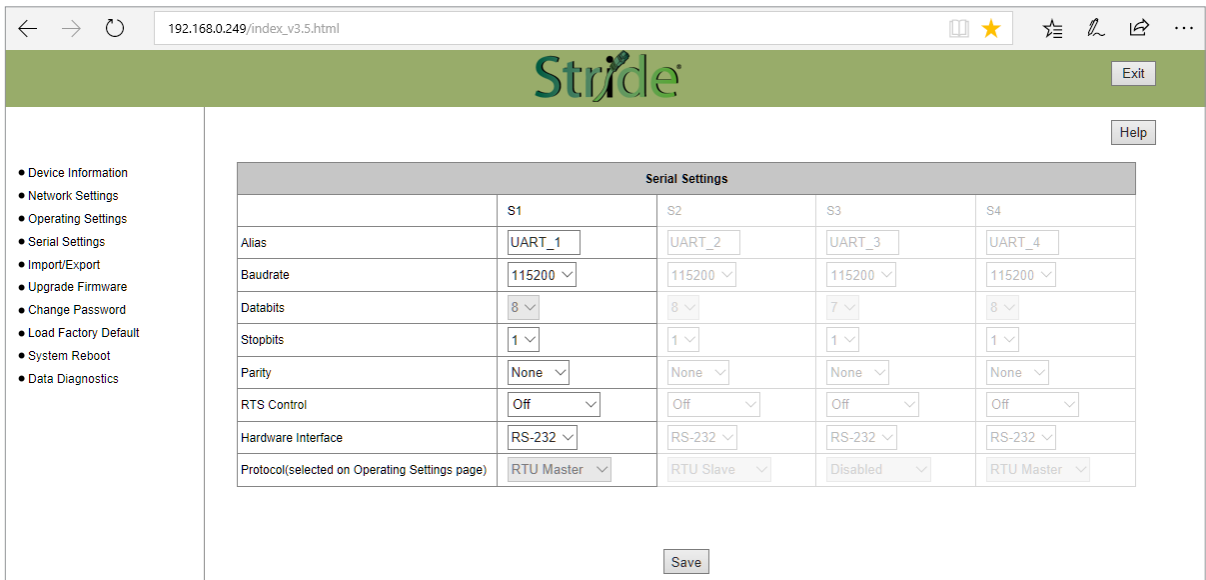 192.168.0.249/index_v3.5.html
Stride
Exit
Help
Device Information
Network Settings
Operating Settings
Serial Settings
Import/Export
Upgrade Firmware
Change Password
Load Factory Default
System Reboot
Data Diagnostics
Serial Settings
S1 S2 S3 S4
Alias UART_1 UART_2 UART_3 UART_4
Baudrate 115200 115200 115200 115200
Databits 8 8 7 8
Stopbits 1 1 1 1
Parity None None None None
RTS Control Off Off Off Off
Hardware Interface RS-232 RS-232 RS-232 RS-232
Protocol(selected on Operating Settings page) RTU Master RTU Slave Disabled RTU Master
Save